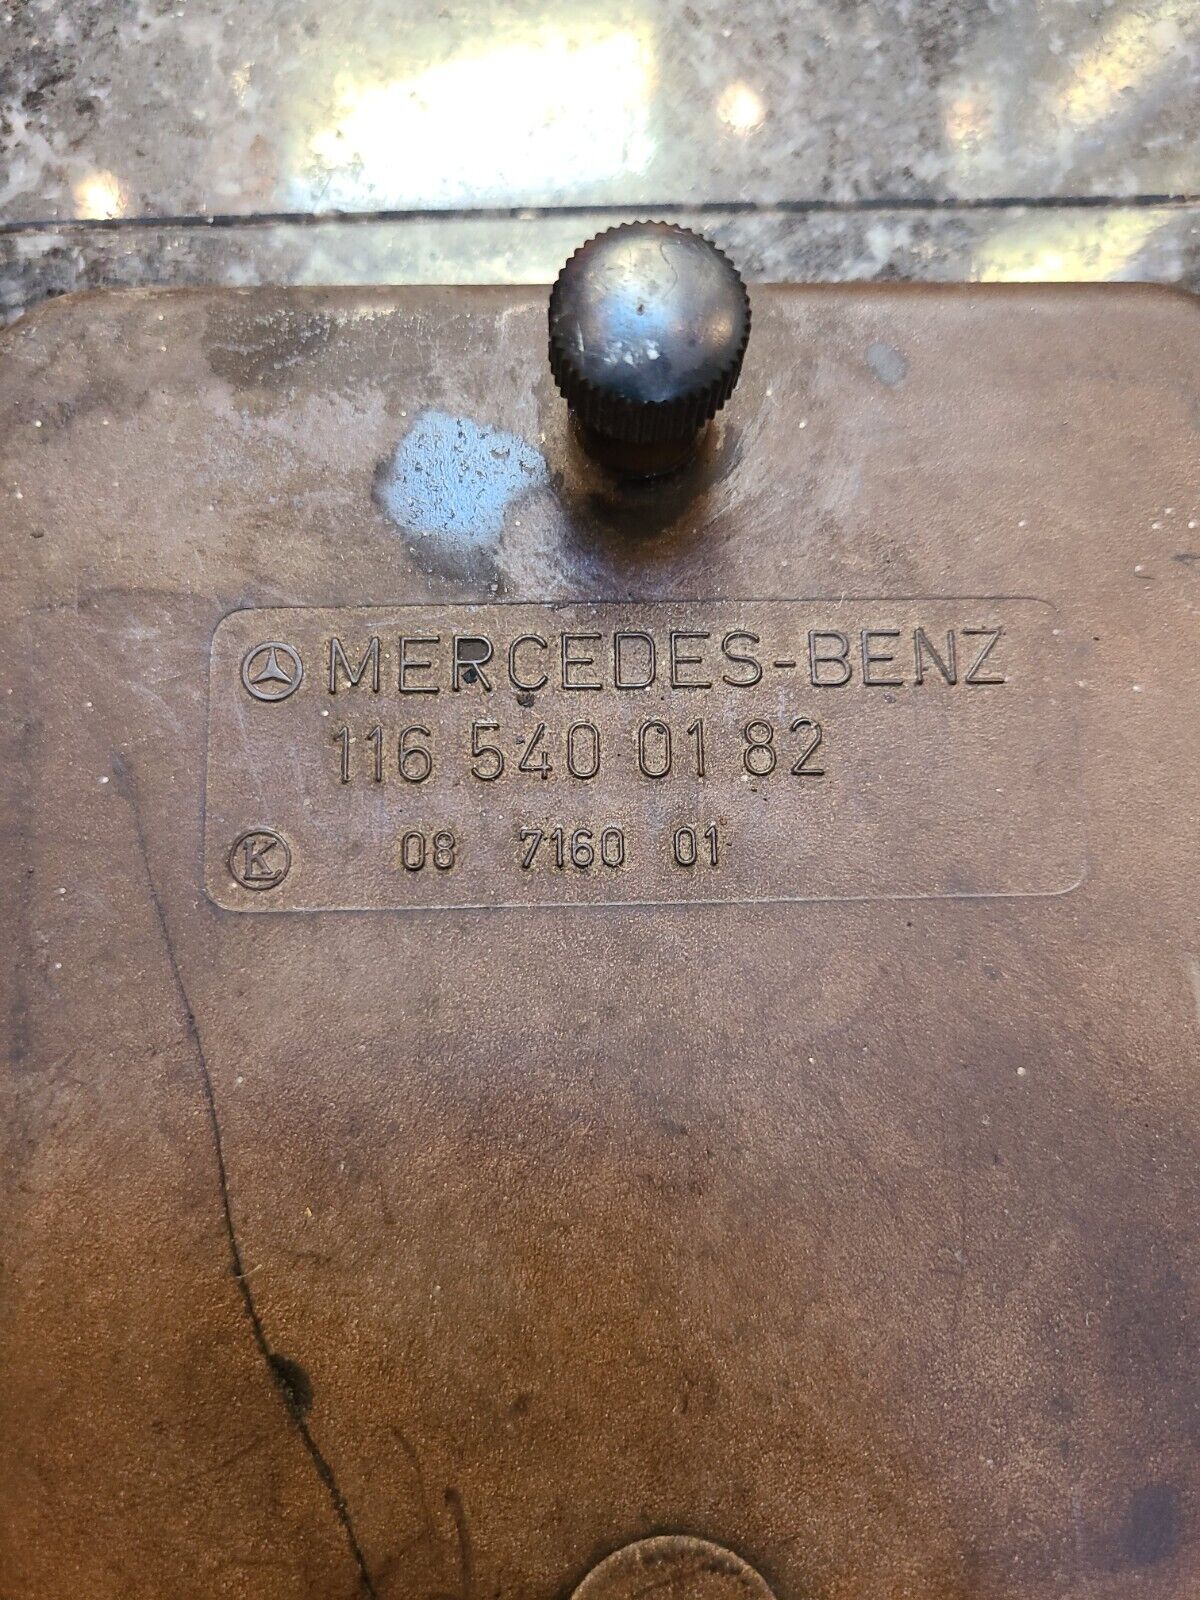 MERCEDES-BENZ
116 540 01 82
K 08 7160 01